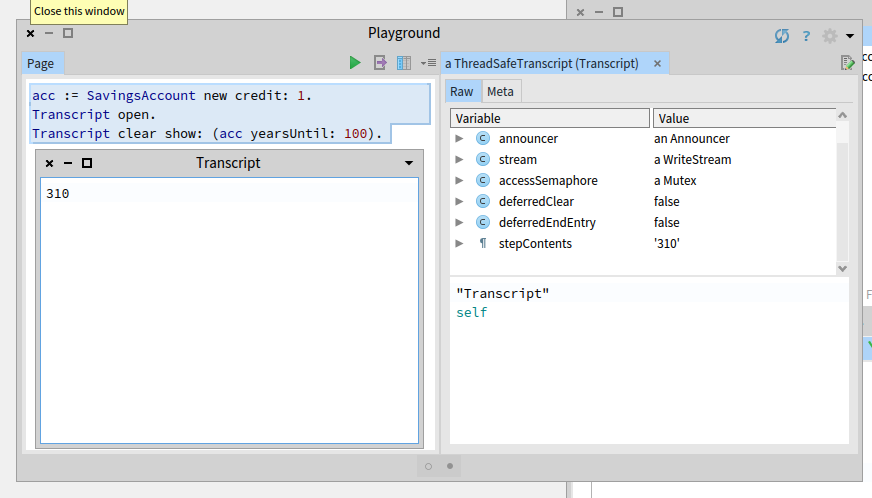 Close this window
Playground
?
Page
a ThreadSafeTranscript (Transcript)
acc := SavingsAccount new credit: 1.
Transcript open.
Transcript clear show: (acc yearsUntil: 100).
Transcript
310
Raw Meta
Variable Value
C announcer an Announcer
C stream a WriteStream
C accessSemaphore a Mutex
C deferredClear false
C deferredEndEntry false
¶ stepContents '310'
"Transcript"
self